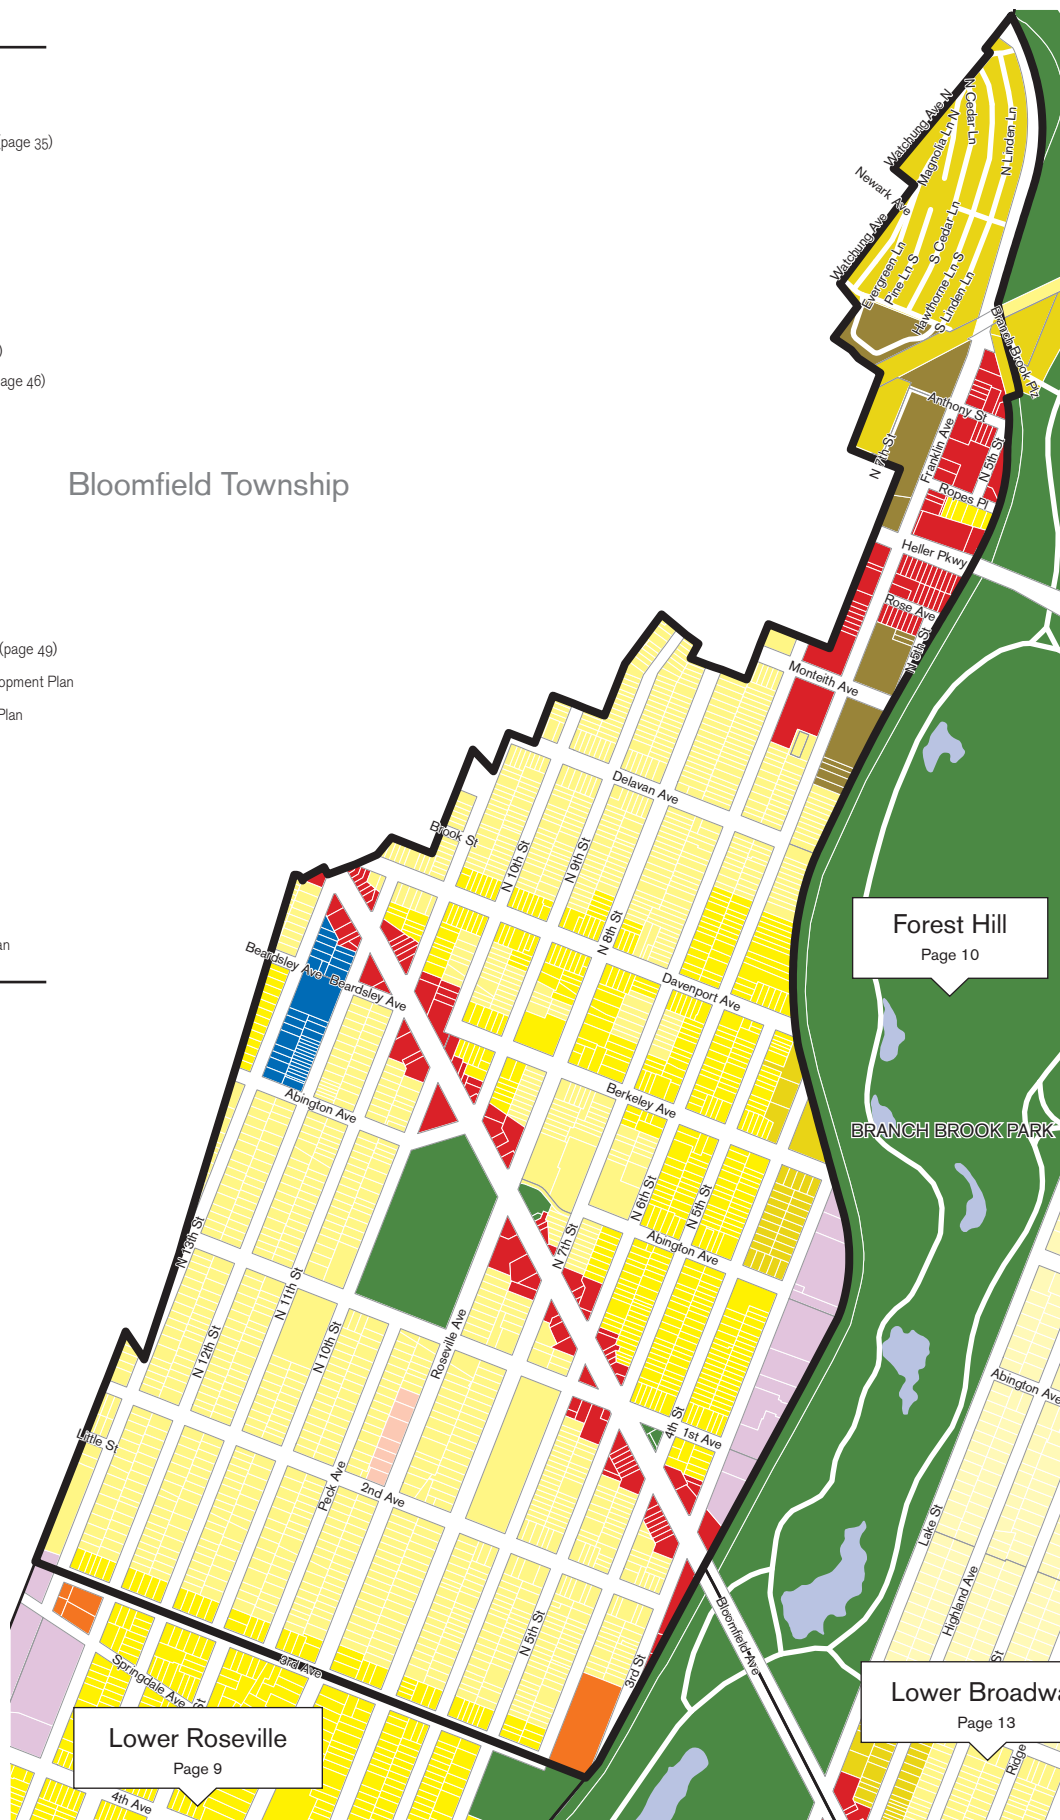 page 35)
)
age 46)
Bloomfield Township
(page 49)
opment Plan
Plan
an
Watchung Ave N
N Cedar Ln
Magnolia Ln N
N Linden Ln
Newark Ave
Watchung Ave
S Cedar Ln
Evergreen Ln
Pine Ln S
Hawthorne Ln S
S Linden Ln
Branch Brook Plz
Anthony St
N 7th St
Franklin Ave
N 5th St
Ropes Pl
Heller Pkwy
Rose Ave
N 5th St
Monteith Ave
Delavan Ave
Brook St
N 10th St
N 9th St
N 8th St
Forest Hill
Page 10
Beardsley Ave
Beardsley Ave
Davenport Ave
Abington Ave
Berkeley Ave
BRANCH BROOK PARK
N 6th St
N 5th St
N 13th St
N 7th St
Abington Ave
N 11th St
N 12th St
N 10th St
Roseville Ave
Abington Ave
Little St
4th St
1st Ave
Peck Ave
2nd Ave
Lake St
Highland Ave
Bloomfield Ave
N 5th St
3rd St
3rd Ave
Springdale Ave
St
St
Lower Roseville
Page 9
Lower Broadwa
Page 13
Ridge
4th Ave